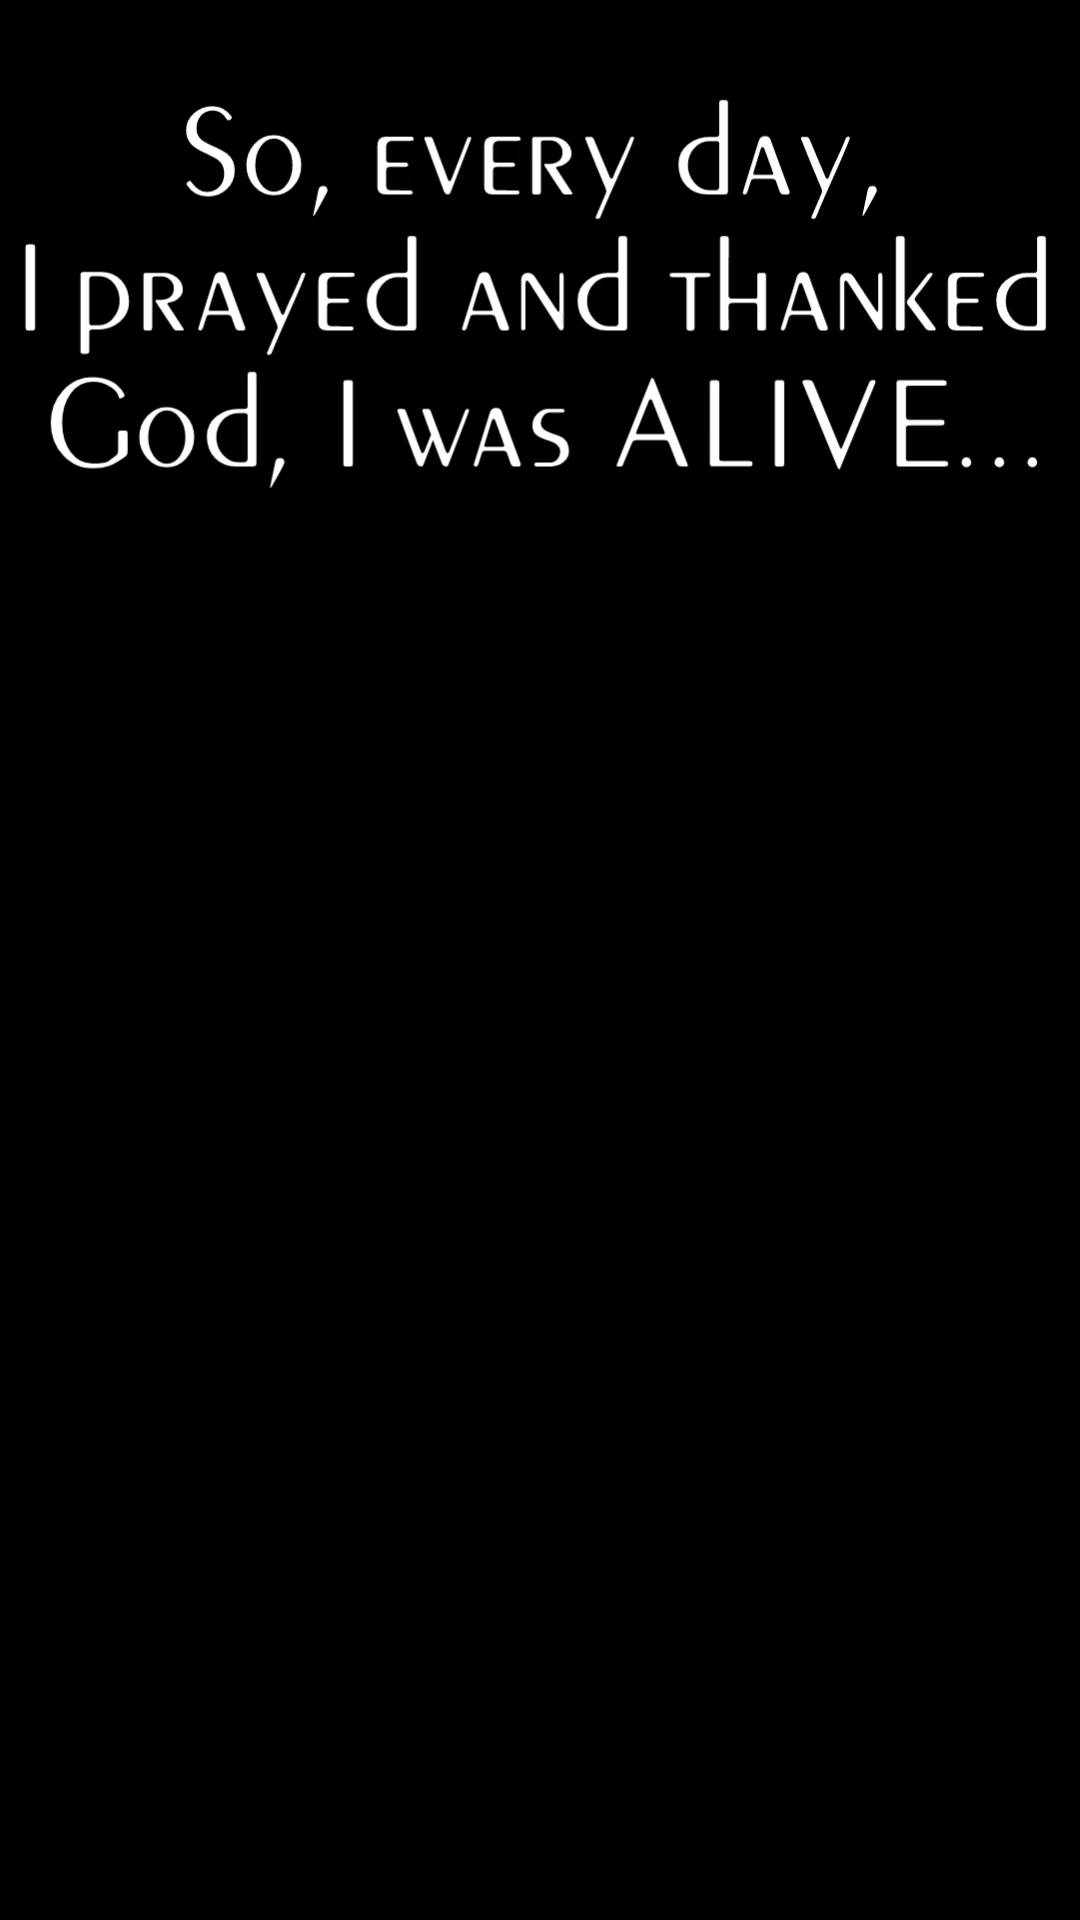 So, every day,
I prayed and thanked
God, I was ALIVE...